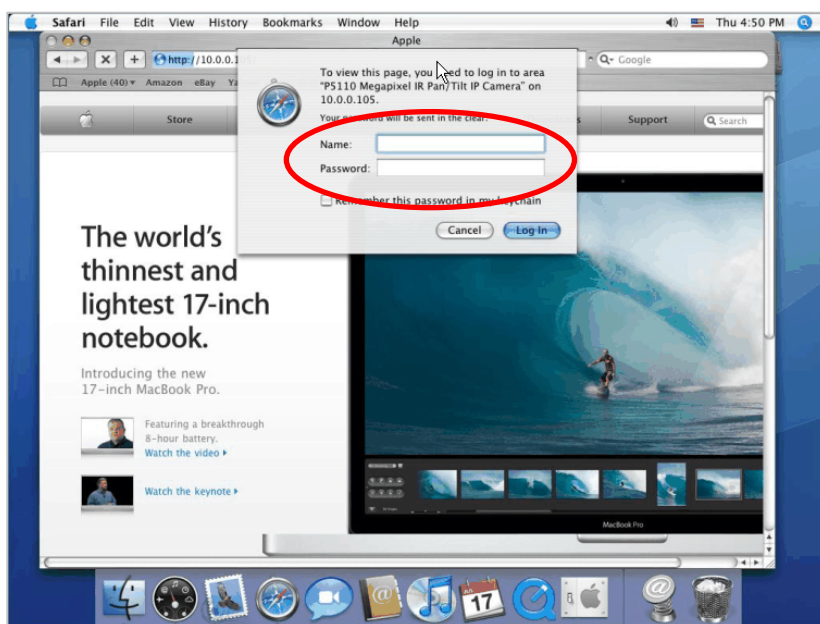 Safari File Edit View History Bookmarks Window Help Thu 4:50 PM
Apple
http://10.0.0.1 Google
Apple (40) Amazon eBay
To view this page, you need to log in to area
"P5110 Megapixel IR Pan/Tilt IP Camera" on
10.0.0.105.
Your password will be sent in the clear.
Store Support Search
Name:
Password:
Remember this password in my keychain
Cancel Log In
The world's
thinnest and
lightest 17-inch
notebook.
Introducing the new
17-inch MacBook Pro.
Featuring a breakthrough
8-hour battery.
Watch the video
Watch the keynote
MacBook Pro
JUL
17